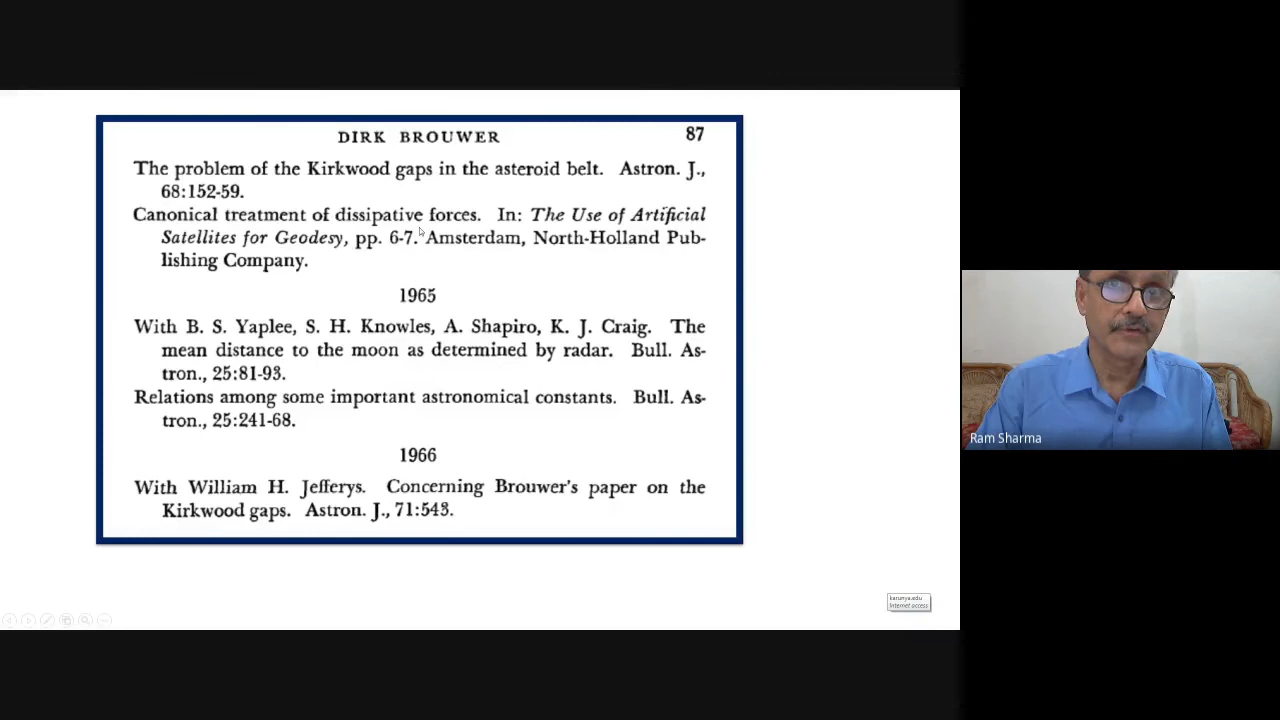 DIRK BROUWER 87
The problem of the Kirkwood gaps in the asteroid belt. Astron. J.,
68:152-59.
Canonical treatment of dissipative forces. In: The Use of Artificial
Satellites for Geodesy, pp. 6-7. Amsterdam, North-Holland Pub-
lishing Company.
1965
With B. S. Yaplee, S. H. Knowles, A. Shapiro, K. J. Craig. The
mean distance to the moon as determined by radar. Bull. As-
tron., 25:81-93.
Relations among some important astronomical constants. Bull. As-
tron., 25:241-68.
1966
With William H. Jefferys. Concerning Brouwer's paper on the
Kirkwood gaps. Astron. J., 71:543.
karunya.edu
Internet access
Ram Sharma